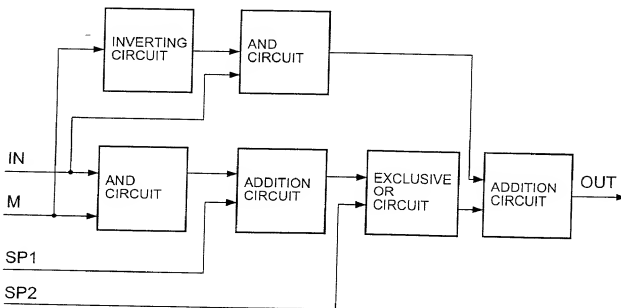 INVERTING
CIRCUIT
AND
CIRCUIT
IN
M
AND
CIRCUIT
ADDITION
CIRCUIT
EXCLUSIVE
OR
CIRCUIT
ADDITION
CIRCUIT
OUT
SP1
SP2